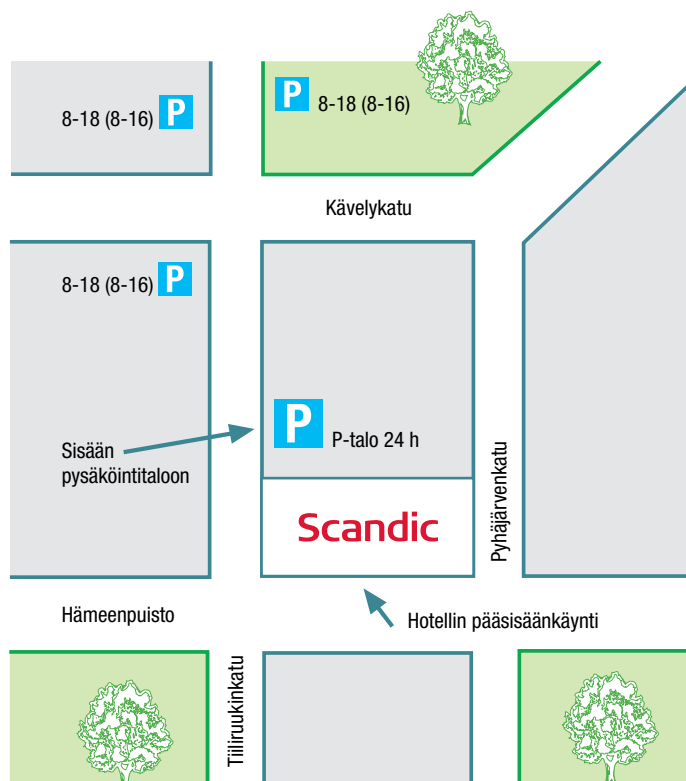 8-18 (8-16) P
P 8-18 (8-16)
Kävelykatu
8-18 (8-16) P
P P-talo 24 h
Sisään
pysäköintitaloon
Pyhäjärvenkatu
Scandic
Hämeenpuisto
Hotellin pääsisäänkäynti
Tiiliruukinkatu